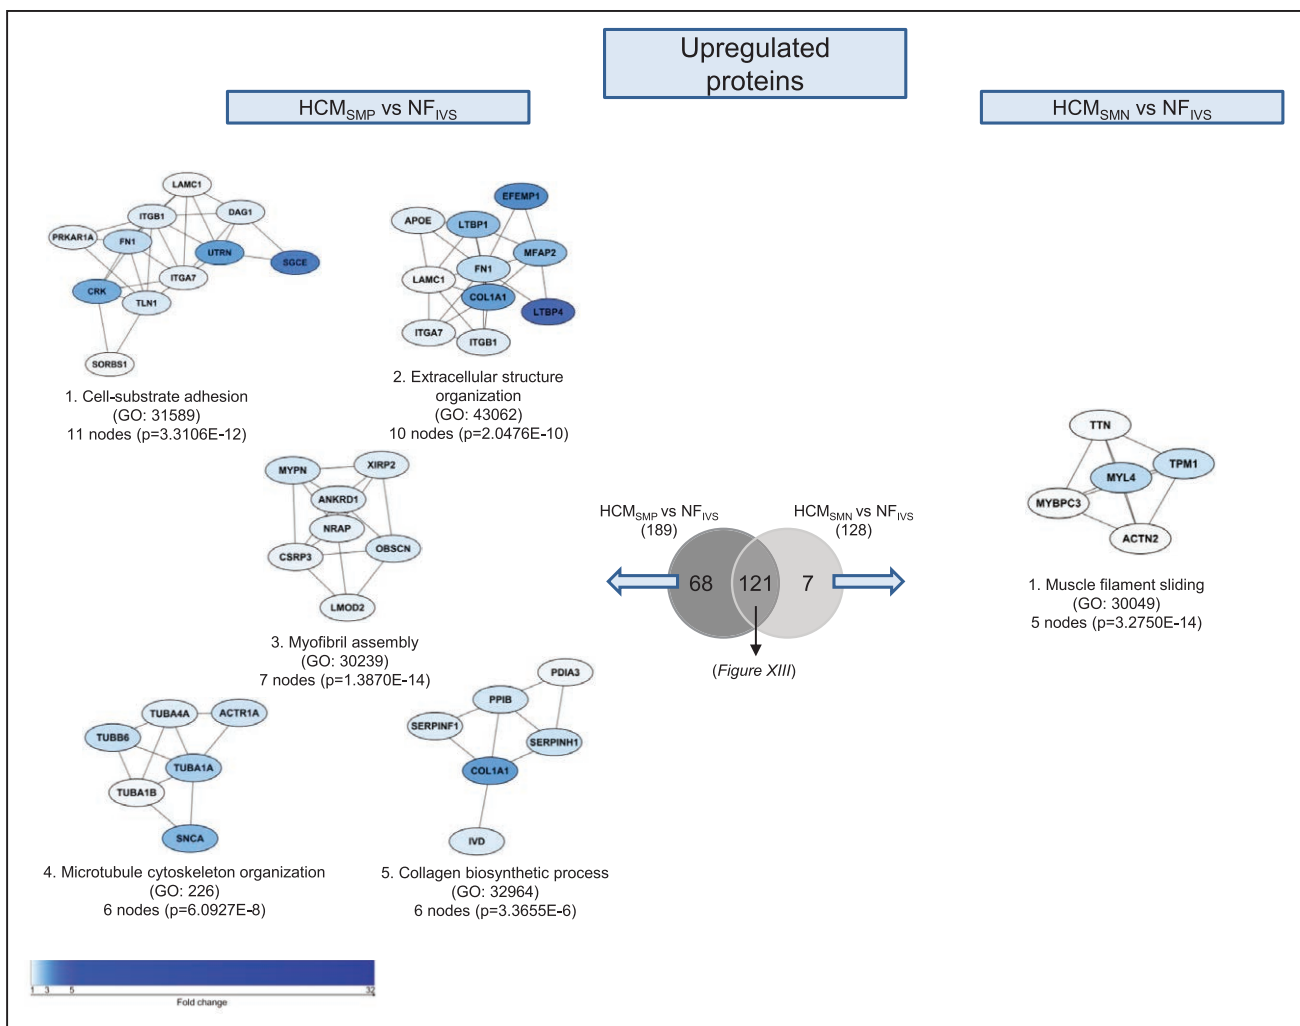 Upregulated
proteins
HCMSMP vs NFIVS
HCMSMN vs NFIVS
LAMC1
ITGB1
DAG1
PRKAR1A
FN1
UTRN
SGCE
ITGA7
CRK
TLN1
SORBS1
1. Cell-substrate adhesion
(GO: 31589)
11 nodes (p=3.3106E-12)
EFEMP1
APOE
LTBP1
MFAP2
FN1
LAMC1
COL1A1
LTBP4
ITGA7
ITGB1
2. Extracellular structure
organization
(GO: 43062)
10 nodes (p=2.0476E-10)
MYPN
XIRP2
ANKRD1
NRAP
CSRP3
OBSCN
LMOD2
3. Myofibril assembly
(GO: 30239)
7 nodes (p=1.3870E-14)
HCMSMP vs NFIVS
(189)
HCMSMN vs NFIVS
(128)
68
121
7
(Figure XIII)
TTN
TPM1
MYL4
MYBPC3
ACTN2
1. Muscle filament sliding
(GO: 30049)
5 nodes (p=3.2750E-14)
TUBA4A
ACTR1A
TUBB6
TUBA1A
TUBA1B
SNCA
4. Microtubule cytoskeleton organization
(GO: 226)
6 nodes (p=6.0927E-8)
PDIA3
PPIB
SERPINF1
SERPINH1
COL1A1
IVD
5. Collagen biosynthetic process
(GO: 32964)
6 nodes (p=3.3655E-6)
1 3 5 32
Fold change